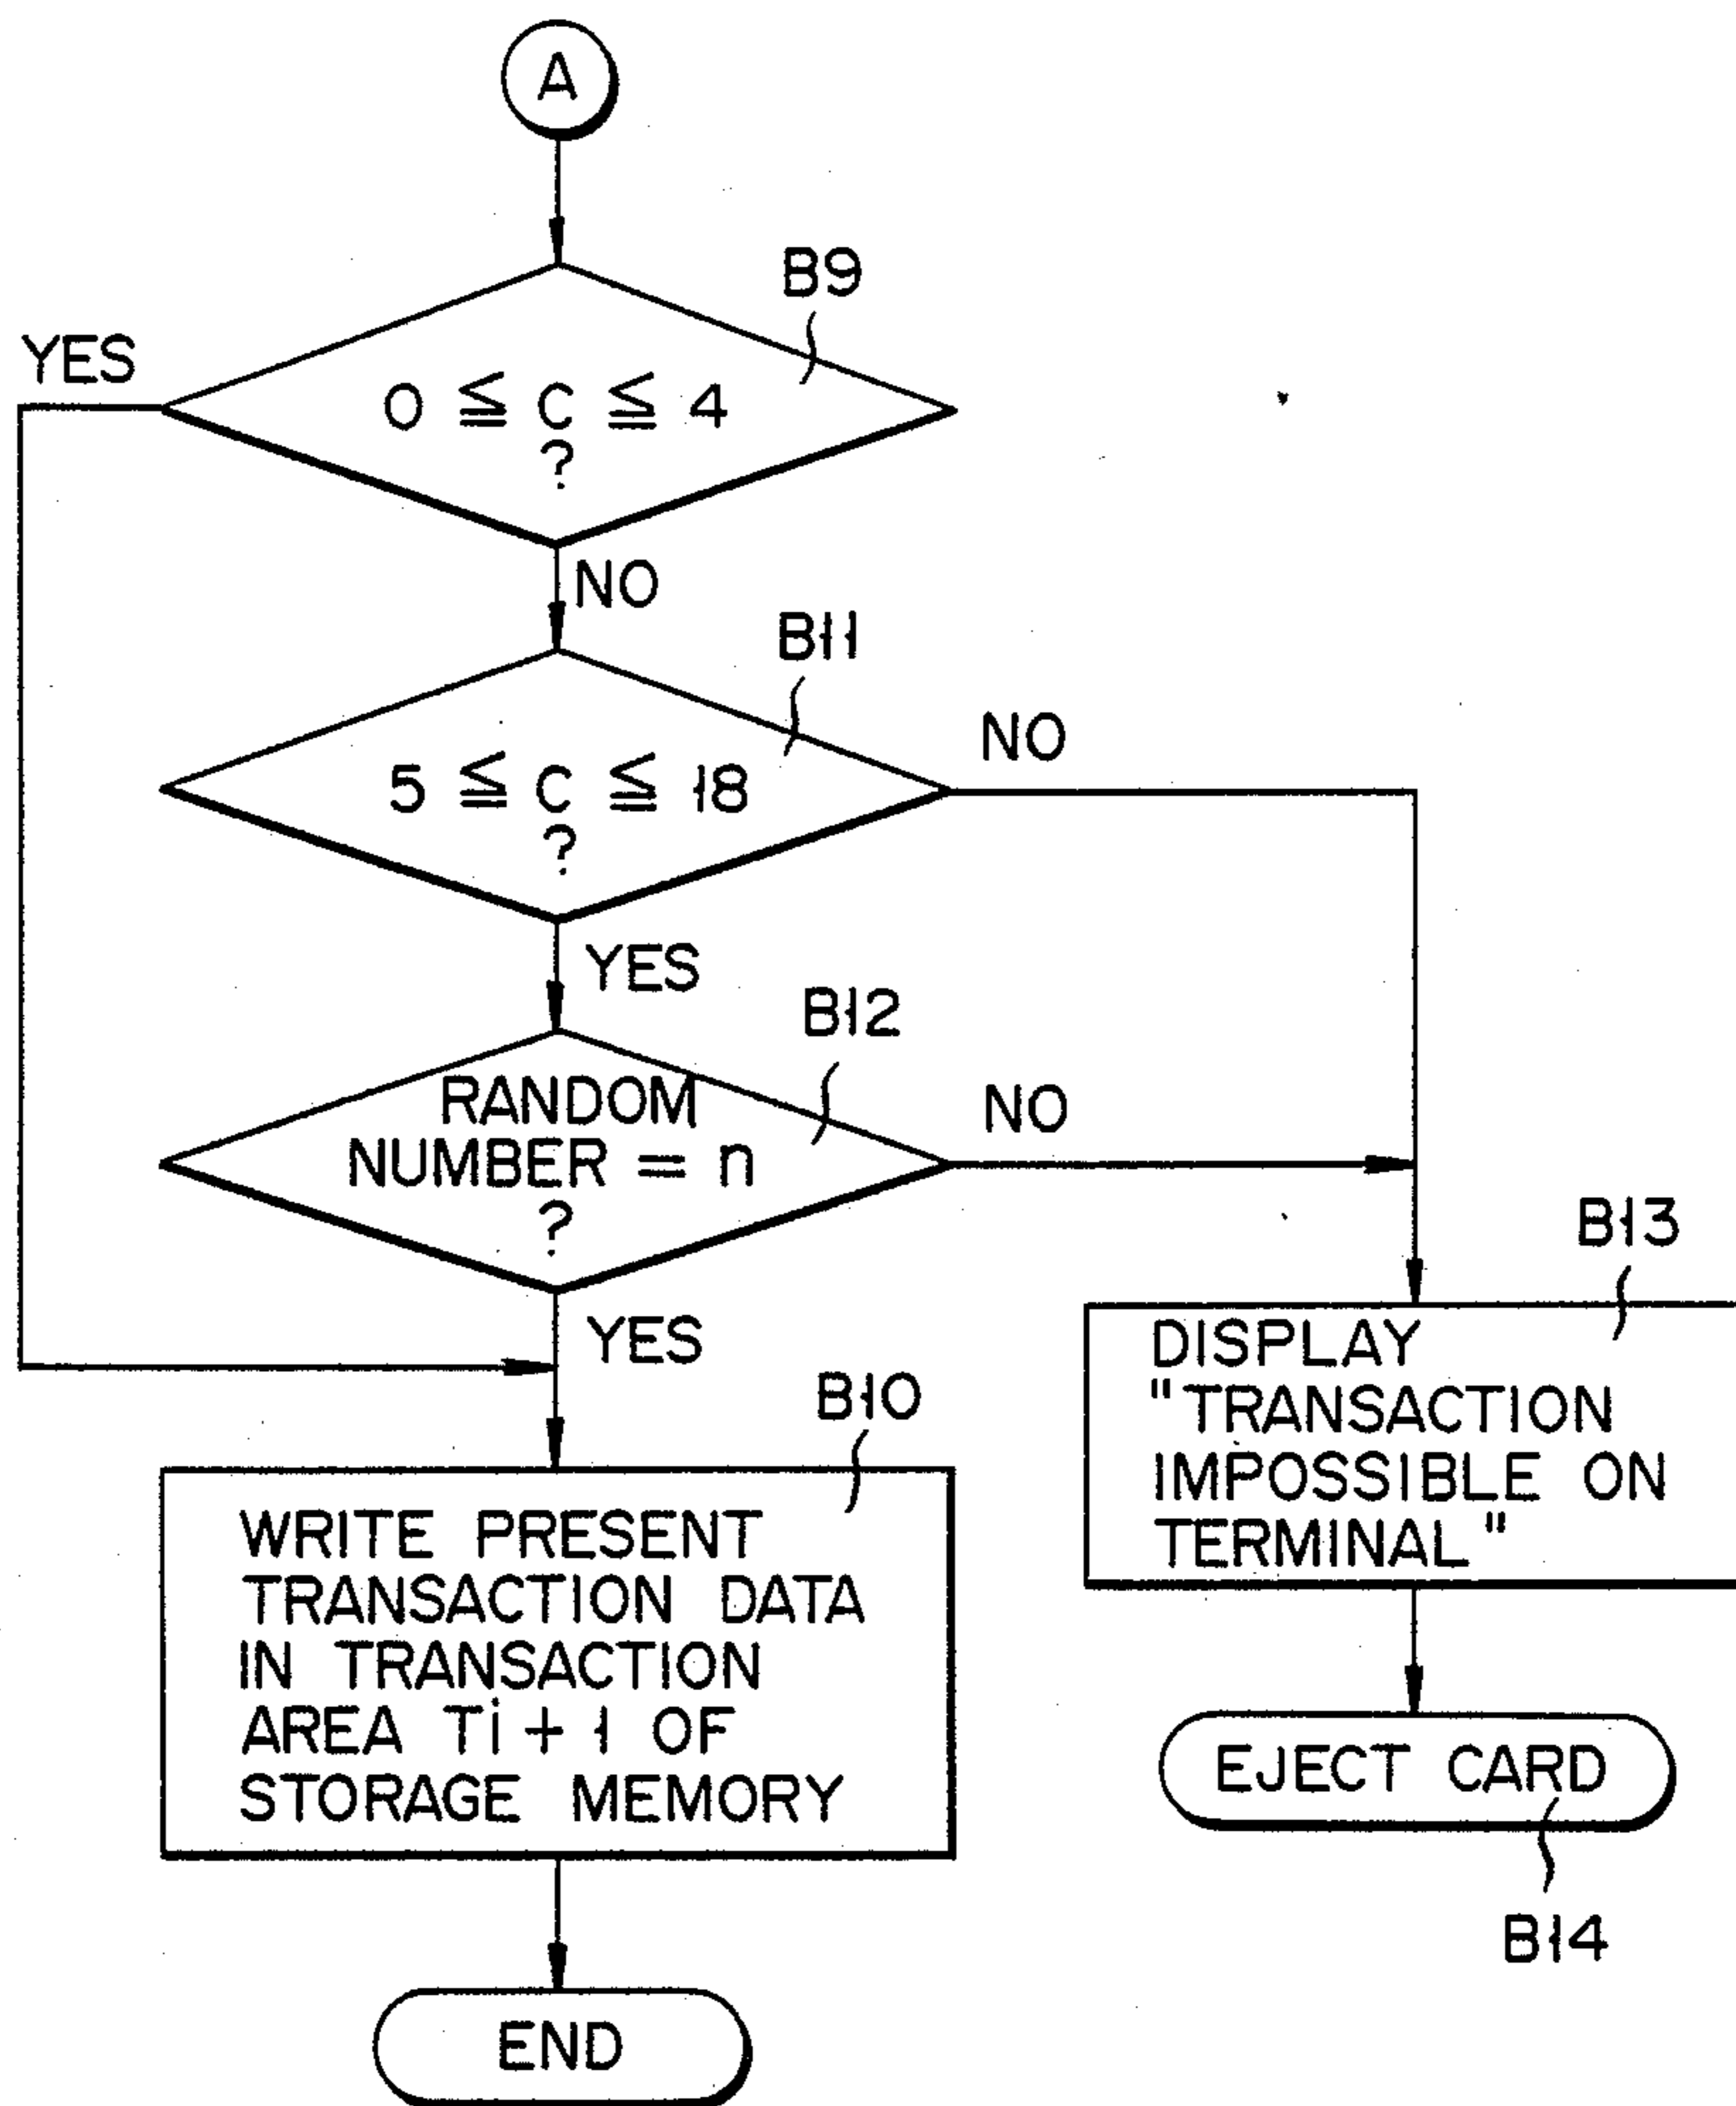 A
B9
YES
0 ≦ C ≦ 4
?
NO
B11
NO
5 ≦ C ≦ 18
?
YES
B12
RANDOM
NUMBER = n
?
NO
YES
B13
DISPLAY
"TRANSACTION
IMPOSSIBLE ON
TERMINAL"
B10
WRITE PRESENT
TRANSACTION DATA
IN TRANSACTION
AREA Ti + 1 OF
STORAGE MEMORY
EJECT CARD
B14
END